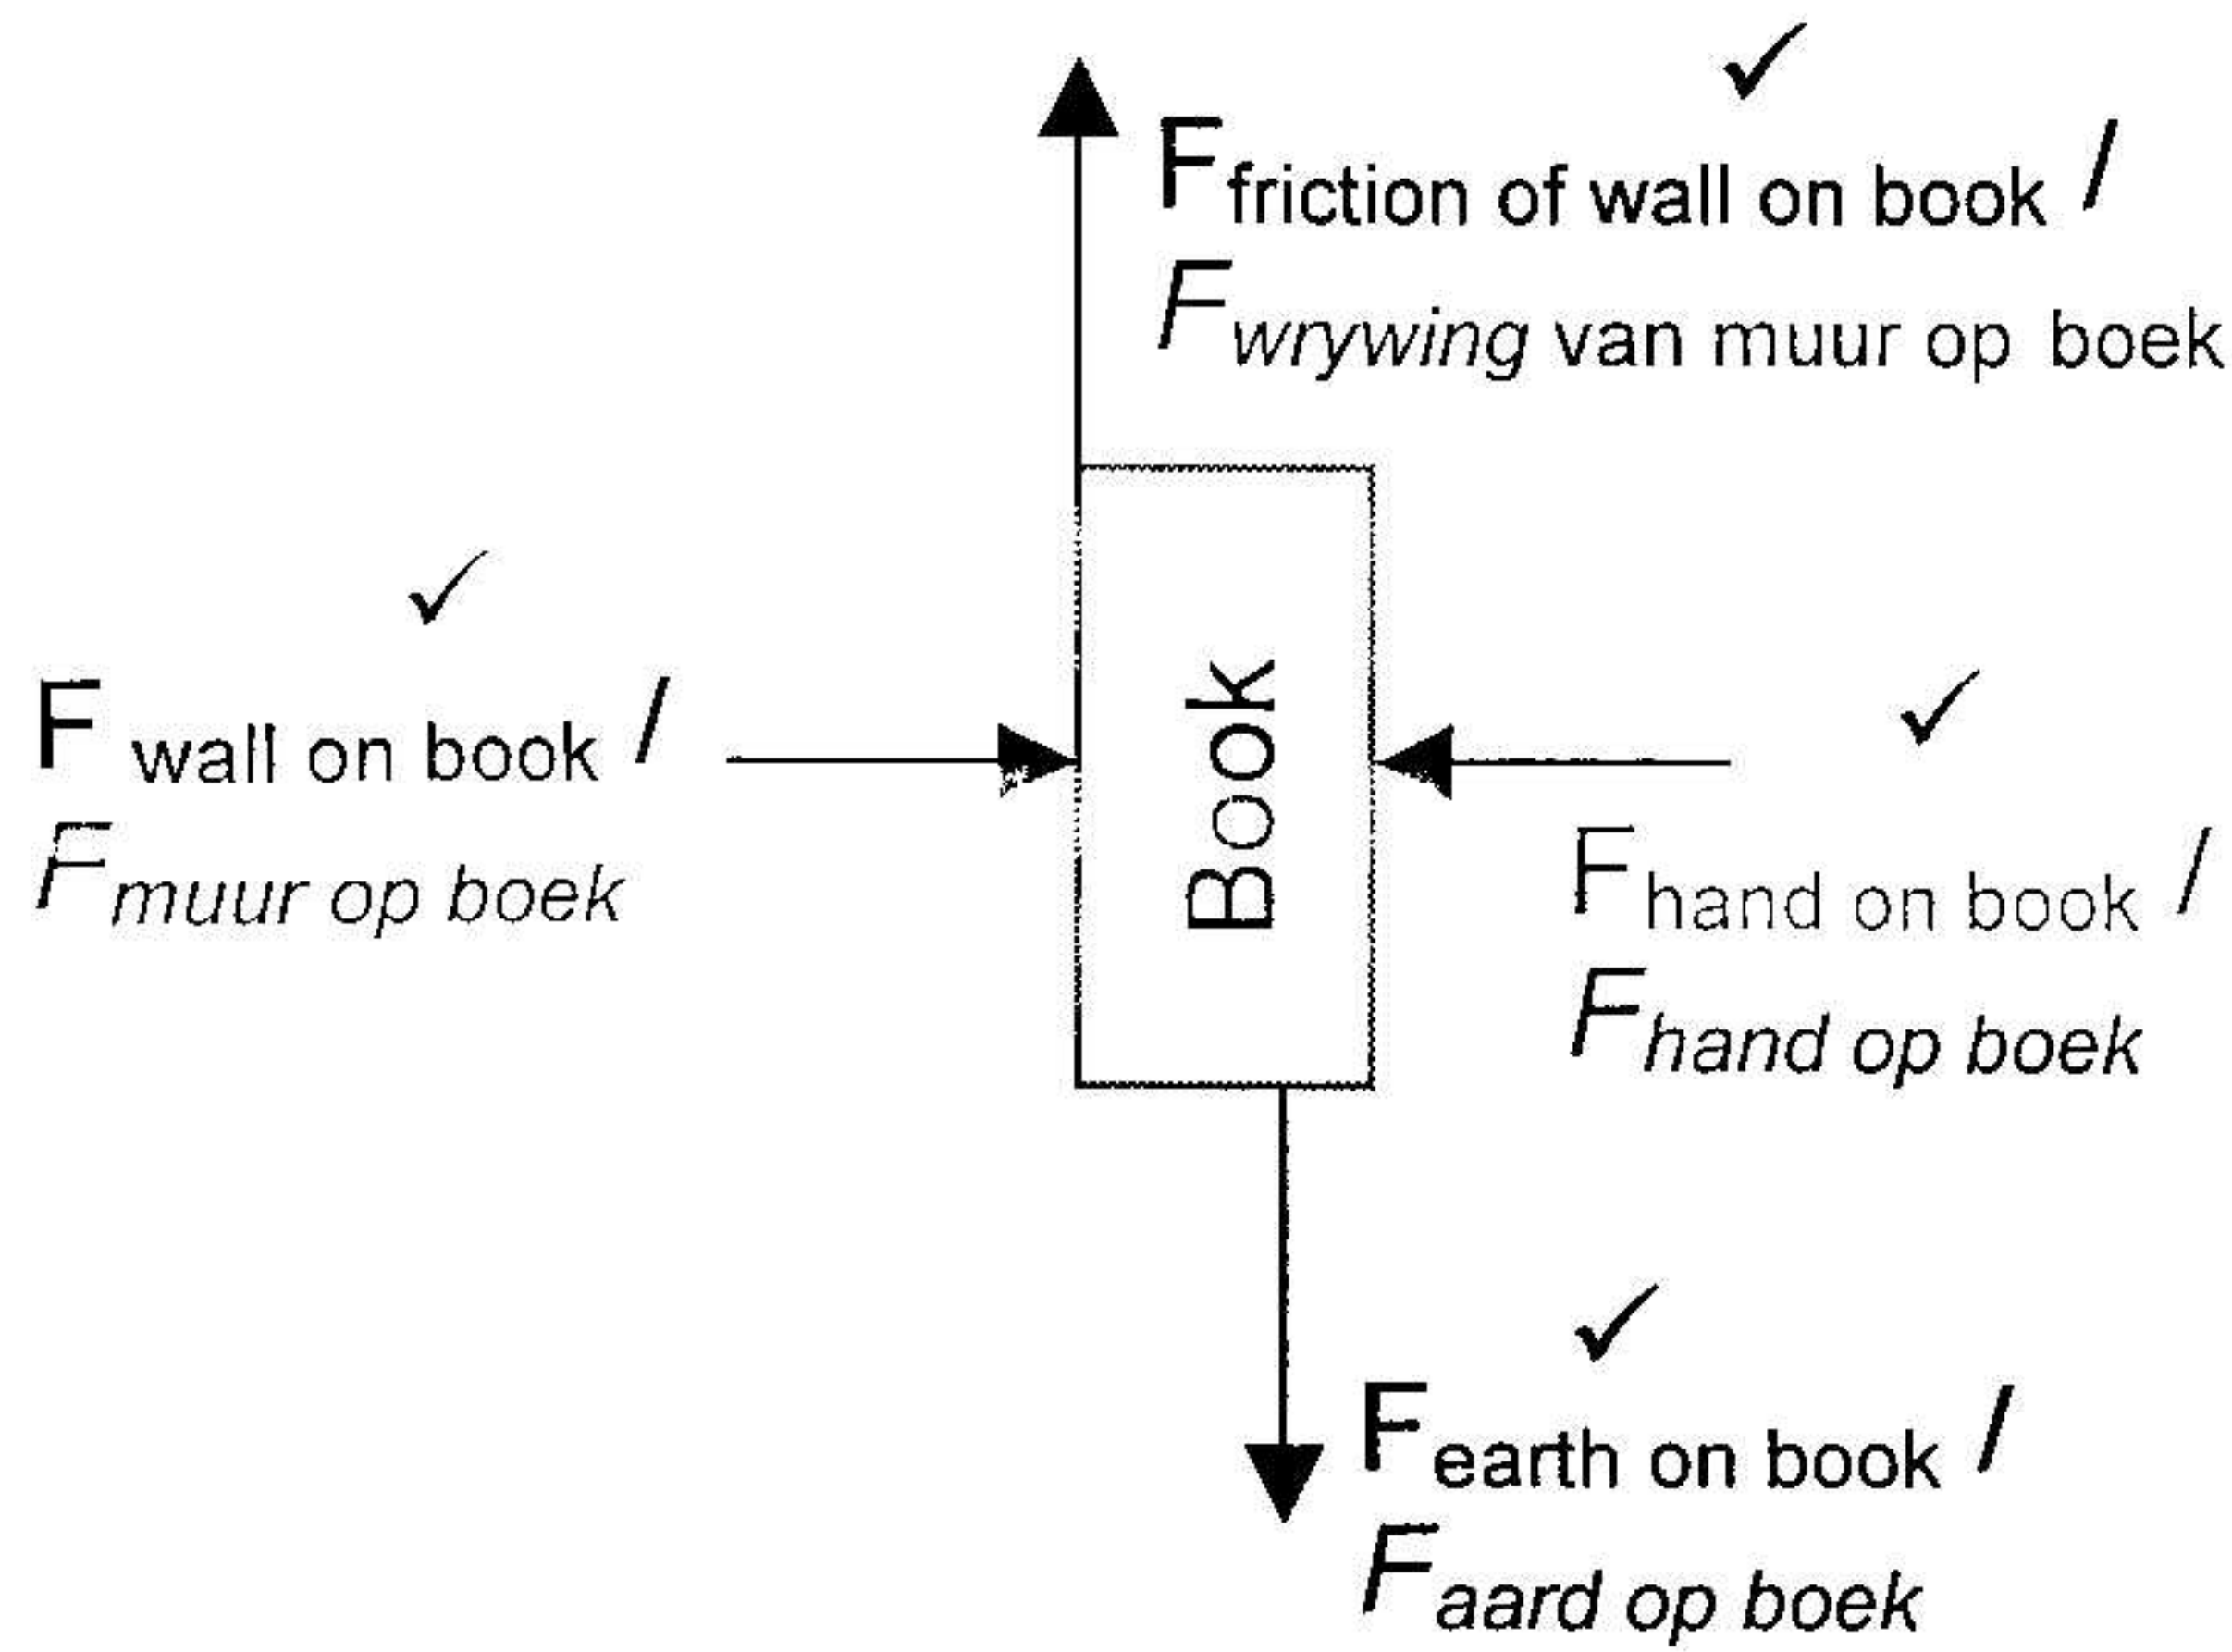 ✓
F friction of wall on book /
F wrywing van muur op boek
✓
F wall on book /
F muur op boek
Book
✓
F hand on book /
F hand op boek
✓
F earth on book /
F aard op boek